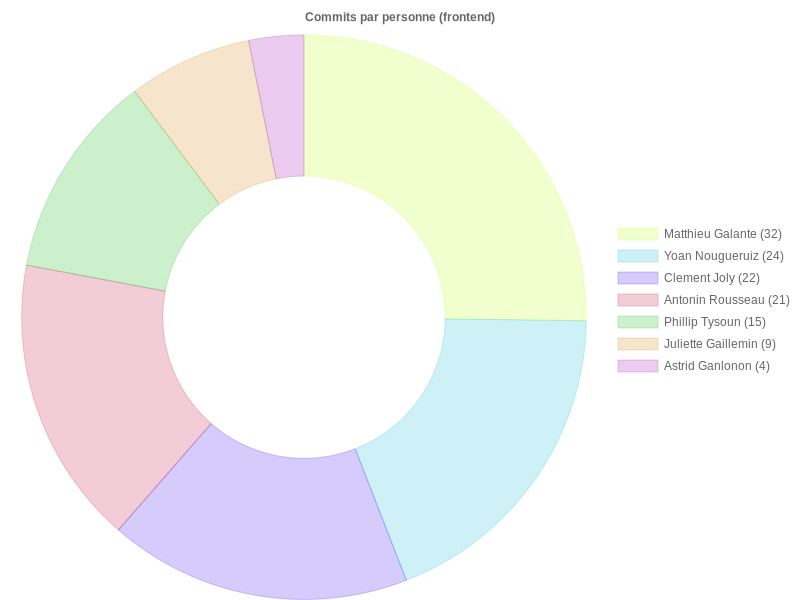 Commits par personne (frontend)
Matthieu Galante (32)
Yoan Nougueruiz (24)
Clement Joly (22)
Antonin Rousseau (21)
Phillip Tysoun (15)
Juliette Gaillemin (9)
Astrid Ganlonon (4)